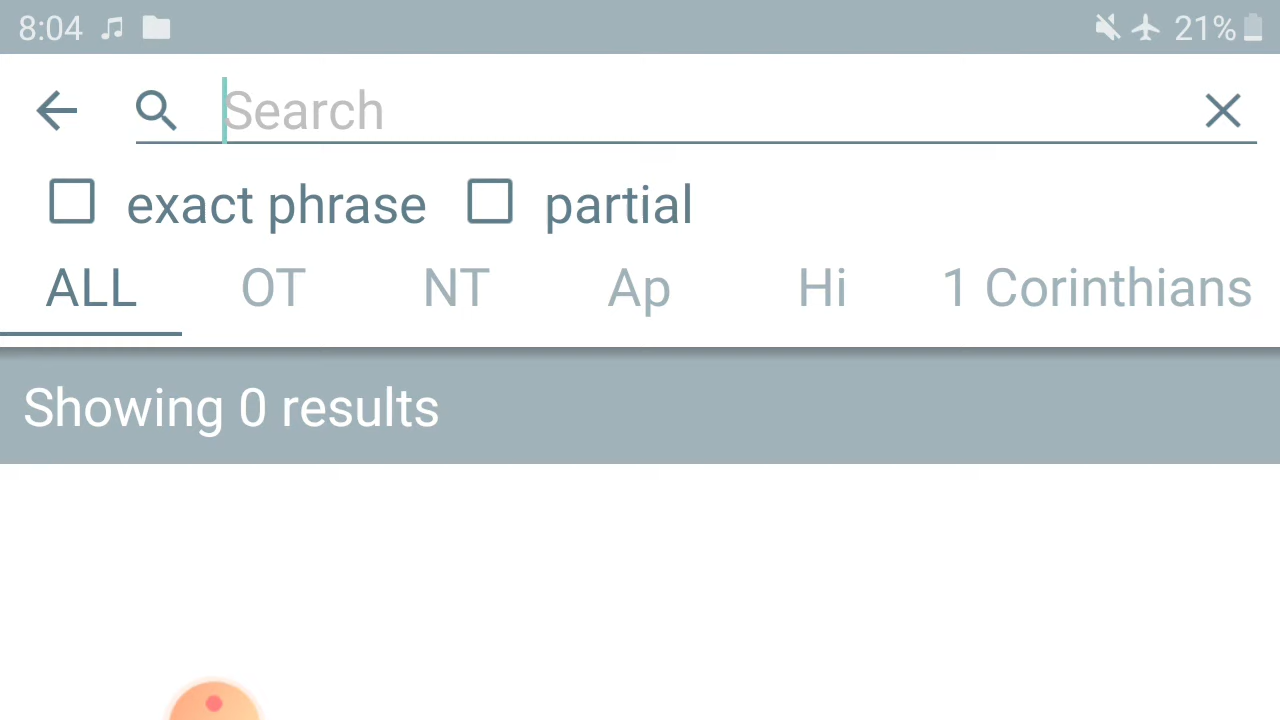 8:04 21%
Search
exact phrase partial
ALL OT NT Ap Hi 1 Corinthians
Showing 0 results